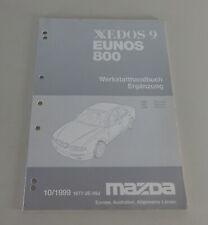 XEDOS 9
EUNOS
800
Werkstatthandbuch
Ergänzung
10/1999
mazda
Europa, Australien, Allgemeine Länder